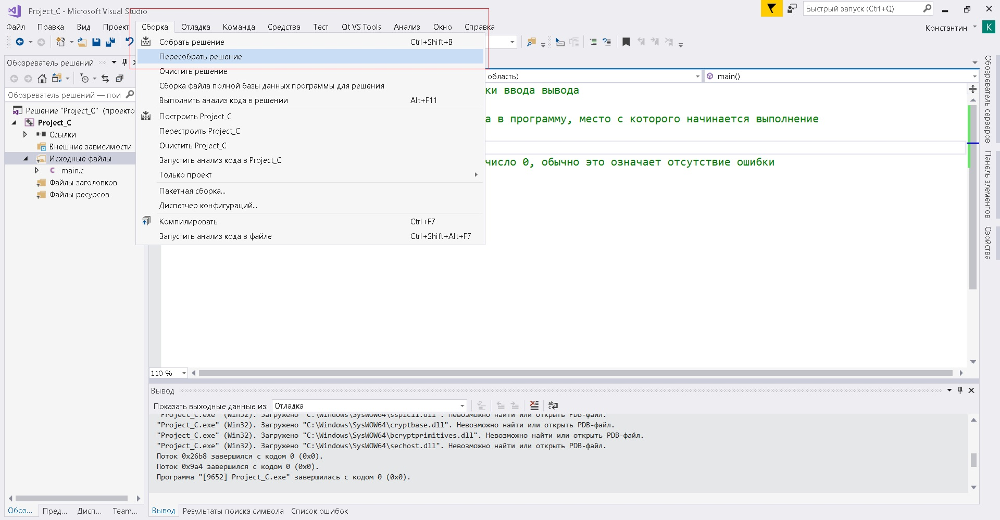 Project_C - Microsoft Visual Studio
Быстрый запуск (Ctrl+Q)
Файл Правка Вид Проект Сборка Отладка Команда Средства Тест Qt VS Tools Анализ Окно Справка
Константин K
Собрать решение Ctrl+Shift+B
Пересобрать решение
Очистить решение
Сборка файла полной базы данных программы для решения
Выполнить анализ кода в решении Alt+F11
Построить Project_C
Перестроить Project_C
Очистить Project_C
Запустить анализ кода в Project_C
Только проект
Пакетная сборка...
Диспетчер конфигураций...
Компилировать Ctrl+F7
Запустить анализ кода в файле Ctrl+Shift+Alt+F7
Обозреватель решений
Обозреватель решений — пои
Решение "Project_C" (проекто
Project_C
Ссылки
Внешние зависимости
Исходные файлы
main.c
Файлы заголовков
Файлы ресурсов
область) main()
ки ввода вывода
а в программу, место с которого начинается выполнение
число 0, обычно это означает отсутствие ошибки
Обозреватель серверов
Панель элементов
Свойства
110 %
Вывод
Показать выходные данные из: Отладка
"Project_C.exe" (Win32). Загружено "C:\Windows\SysWOW64\sspicli.dll". Невозможно найти или открыть PDB-файл.
"Project_C.exe" (Win32). Загружено "C:\Windows\SysWOW64\cryptbase.dll". Невозможно найти или открыть PDB-файл.
"Project_C.exe" (Win32). Загружено "C:\Windows\SysWOW64\bcryptprimitives.dll". Невозможно найти или открыть PDB-файл.
"Project_C.exe" (Win32). Загружено "C:\Windows\SysWOW64\sechost.dll". Невозможно найти или открыть PDB-файл.
Поток 0x26b8 завершился с кодом 0 (0x0).
Поток 0x9a4 завершился с кодом 0 (0x0).
Программа "[9652] Project_C.exe" завершилась с кодом 0 (0x0).
Обоз... Пред... Дисп... Team...
Вывод Результаты поиска символа Список ошибок